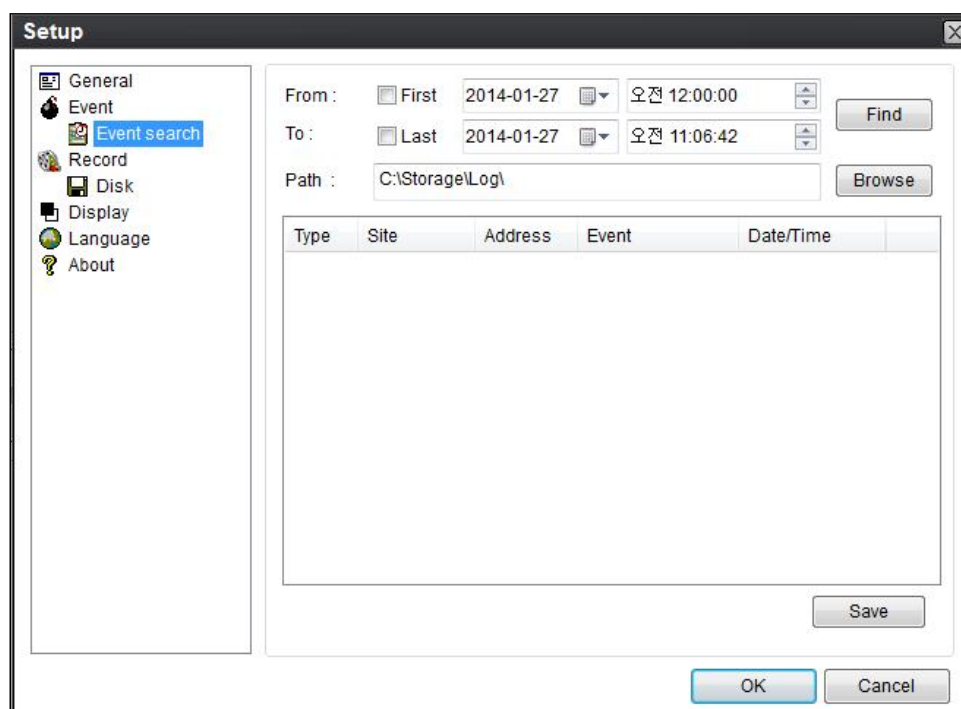 Setup
General
Event
Event search
Record
Disk
Display
Language
About
From : First 2014-01-27 오전 12:00:00
Find
To : Last 2014-01-27 오전 11:06:42
Path : C:\Storage\Log\ Browse
Type Site Address Event Date/Time
Save
OK Cancel